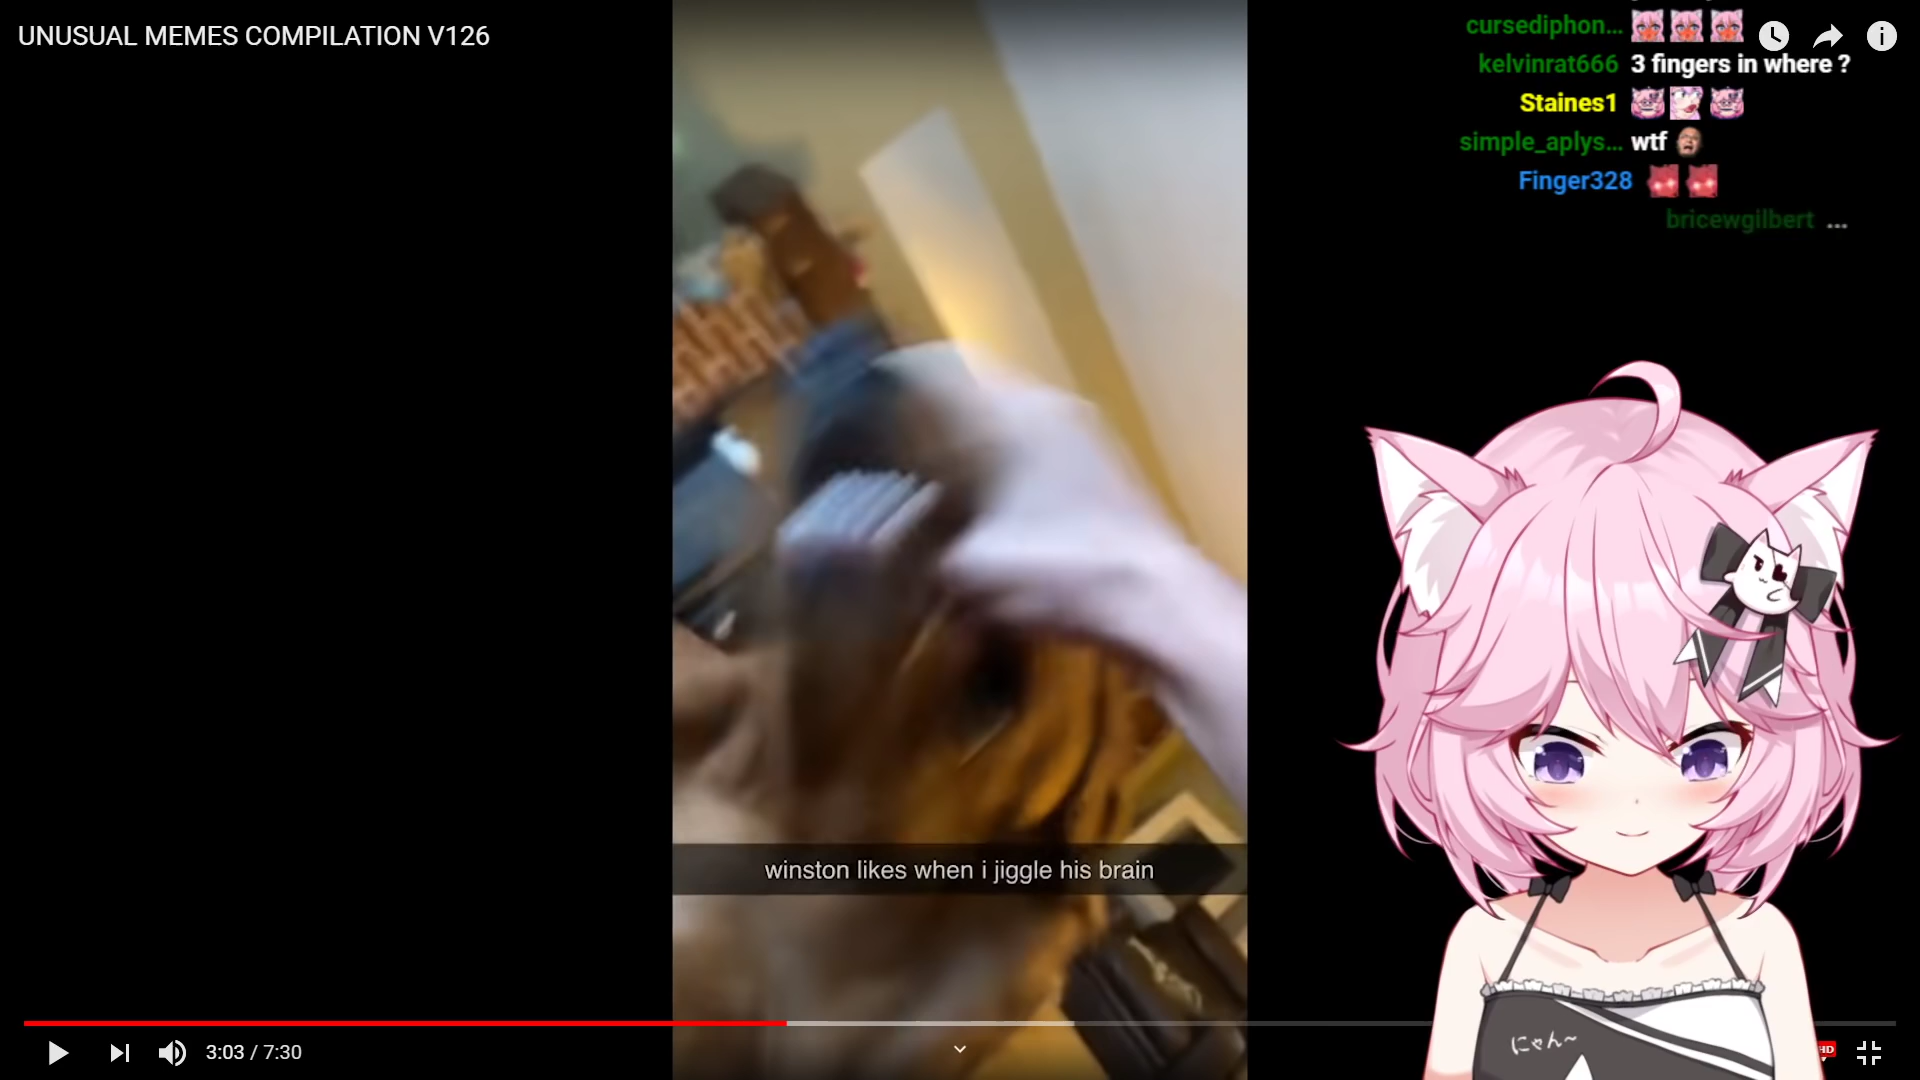 UNUSUAL MEMES COMPILATION V126
cursediphon...
kelvinrat666 3 fingers in where ?
Staines1
simple_aplys... wtf
Finger328
bricewgilbert ...
winston likes when i jiggle his brain
3:03 / 7:30
にゃん~
HD